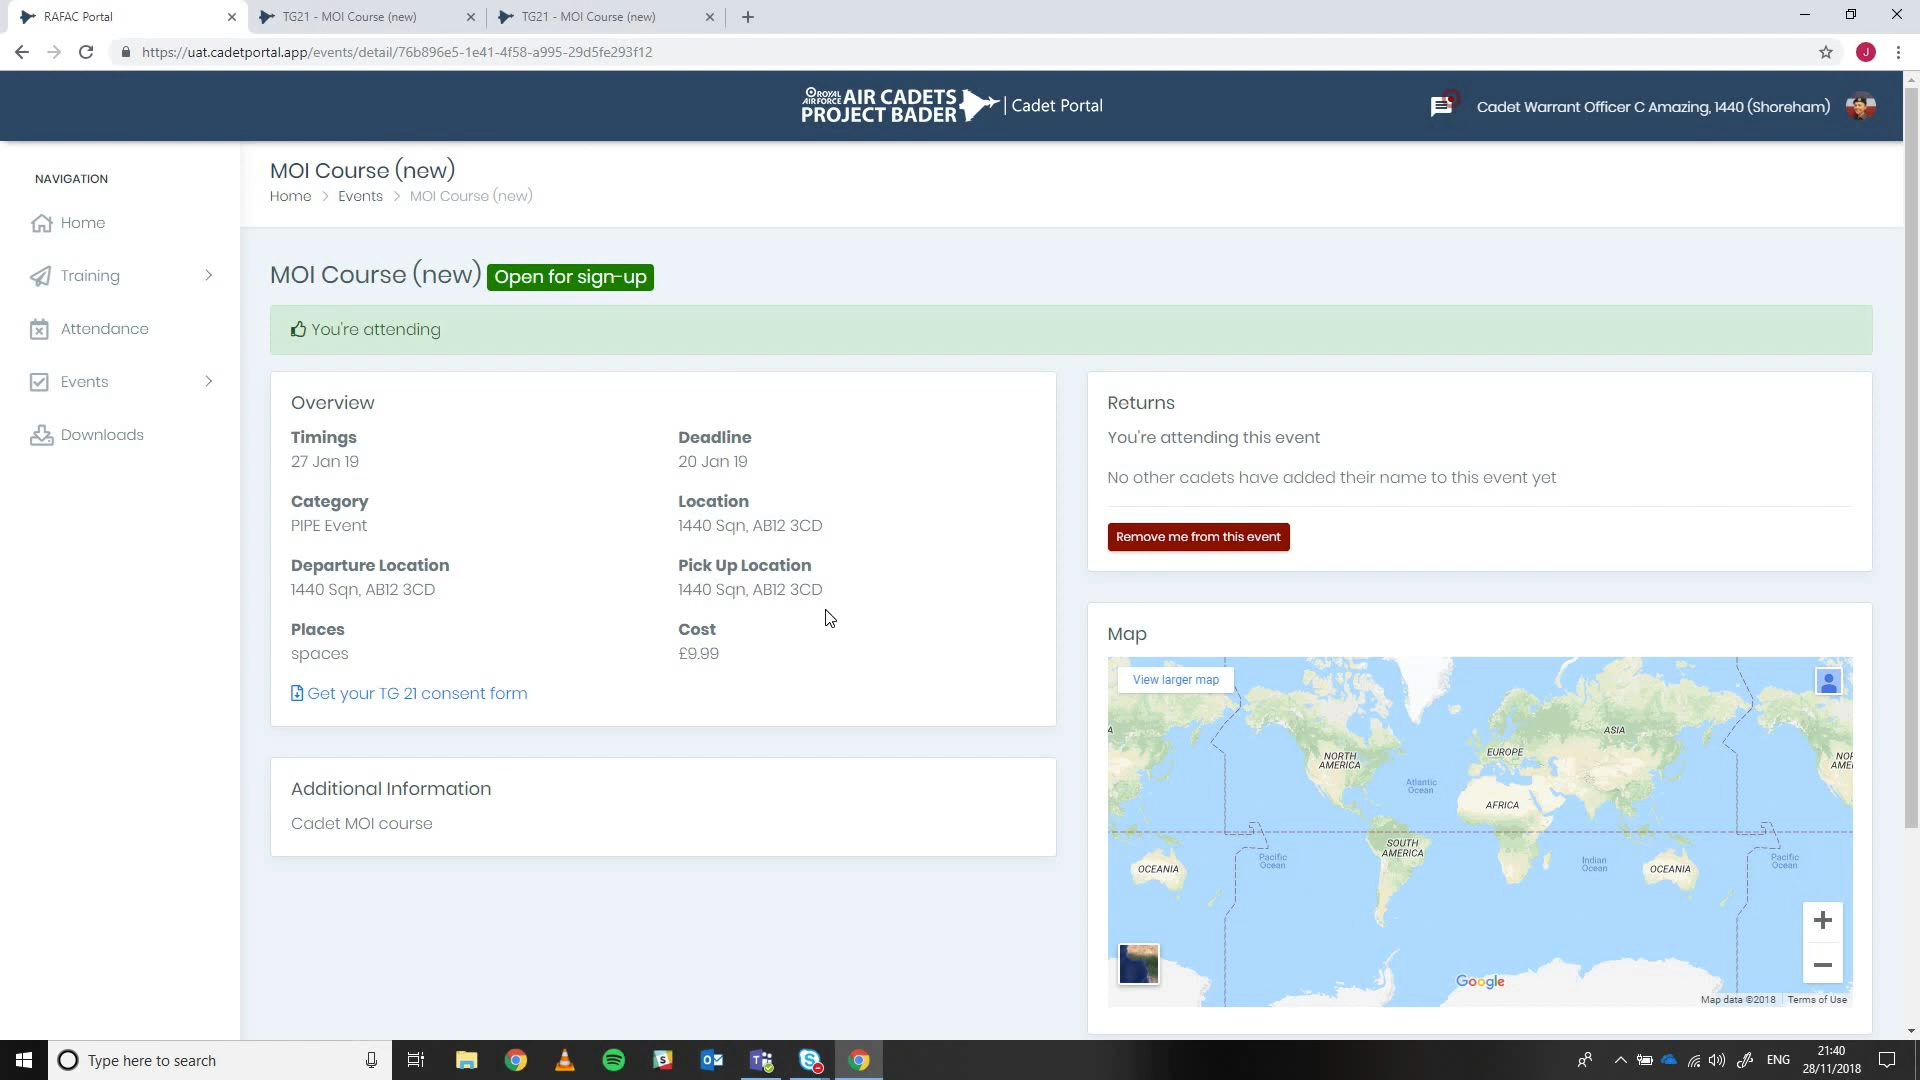 RAFAC Portal
TG21 - MOI Course (new)
TG21 - MOI Course (new)
https://uat.cadetportal.app/events/detail/76b896e5-1e41-4f58-a995-29d5fe293f12
J
ROYAL AIR FORCE AIR CADETS
PROJECT BADER | Cadet Portal
Cadet Warrant Officer C Amazing, 1440 (Shoreham)
NAVIGATION
Home
Training
Attendance
Events
Downloads
MOI Course (new)
Home > Events > MOI Course (new)
MOI Course (new) Open for sign-up
You're attending
Overview
Timings
27 Jan 19
Deadline
20 Jan 19
Category
PIPE Event
Location
1440 Sqn, AB12 3CD
Departure Location
1440 Sqn, AB12 3CD
Pick Up Location
1440 Sqn, AB12 3CD
Places
spaces
Cost
£9.99
Get your TG 21 consent form
Additional Information
Cadet MOI course
Returns
You're attending this event
No other cadets have added their name to this event yet
Remove me from this event
Map
View larger map
ASIA
NORTH
AMERICA
EUROPE
Atlantic
Ocean
AFRICA
SOUTH
AMERICA
OCEANIA
Pacific
Ocean
Indian
Ocean
OCEANIA
Pacific
Ocean
Google
Map data ©2018
Terms of Use
Type here to search
ENG
21:40
28/11/2018